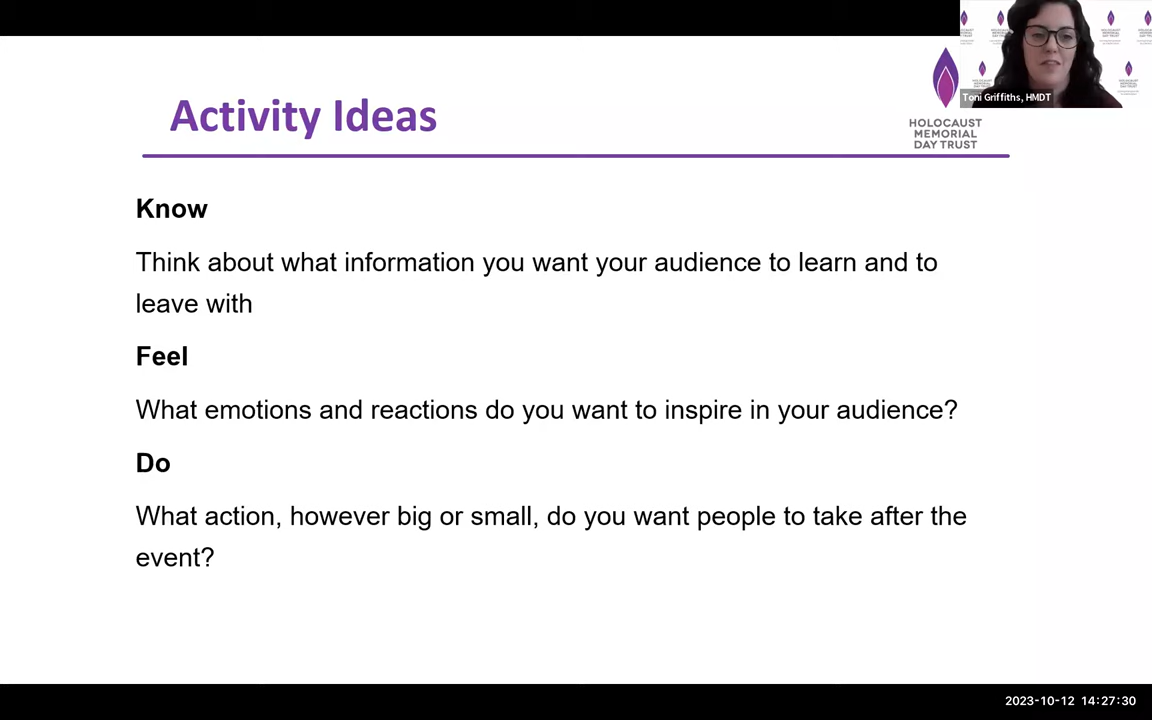 Activity Ideas
HOLOCAUST
MEMORIAL
DAY TRUST
Toni Griffiths, HMDT
Know
Think about what information you want your audience to learn and to
leave with
Feel
What emotions and reactions do you want to inspire in your audience?
Do
What action, however big or small, do you want people to take after the
event?
2023-10-12 14:27:30